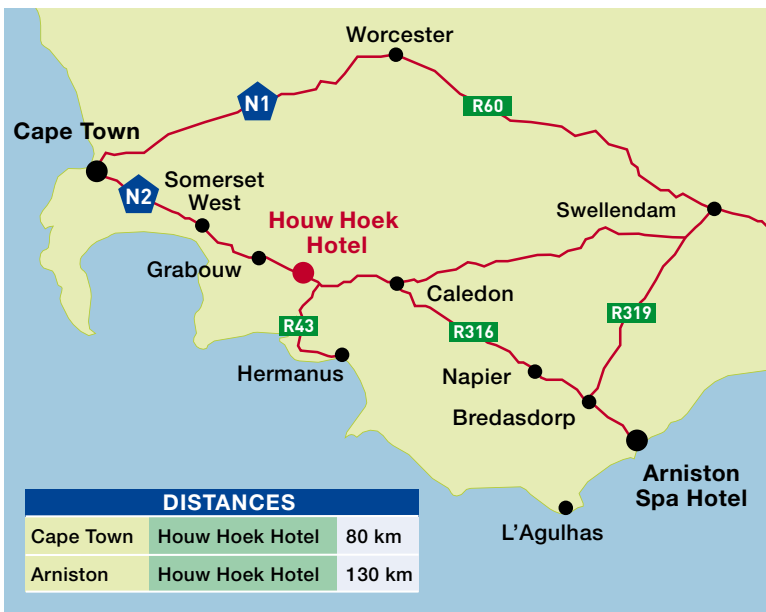 Worcester
N1
R60
Cape Town
Somerset
West
N2
Swellendam
Houw Hoek
Hotel
Grabouw
Caledon
R43
R316
R319
Hermanus
Napier
Bredasdorp
Arniston
Spa Hotel
L'Agulhas
DISTANCES
Cape Town Houw Hoek Hotel 80 km
Arniston Houw Hoek Hotel 130 km